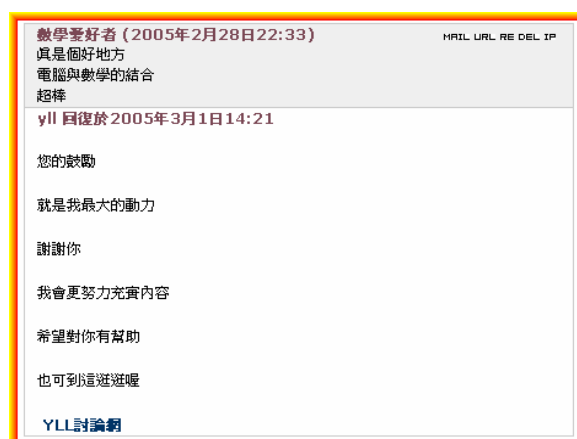 數學愛好者 (2005年2月28日22:33) MAIL URL RE DEL IP
真是個好地方
電腦與數學的結合
超棒
yll 回復於2005年3月1日14:21
您的鼓勵
就是我最大的動力
謝謝你
我會更努力充實內容
希望對你有幫助
也可到這逛逛喔
YLL討論網